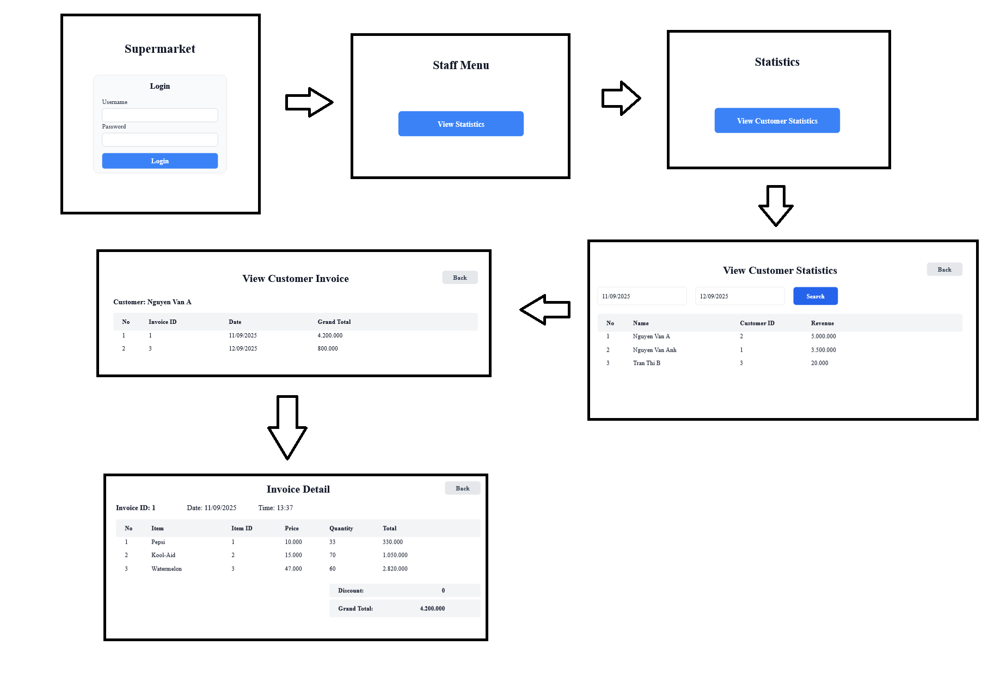 Supermarket
Login
Username
Password
Login
Staff Menu
View Statistics
Statistics
View Customer Statistics
View Customer Statistics
Back
11/09/2025 12/09/2025 Search
No Name Customer ID Revenue
1 Nguyen Van A 2 5.000.000
2 Nguyen Van Anh 1 3.500.000
3 Tran Thi B 3 20.000
View Customer Invoice
Back
Customer: Nguyen Van A
No Invoice ID Date Grand Total
1 1 11/09/2025 4.200.000
2 3 12/09/2025 800.000
Invoice Detail
Back
Invoice ID: 1 Date: 11/09/2025 Time: 13:37
No Item Item ID Price Quantity Total
1 Pepsi 1 10.000 33 330.000
2 Kool-Aid 2 15.000 70 1.050.000
3 Watermelon 3 47.000 60 2.820.000
Discount: 0
Grand Total: 4.200.000